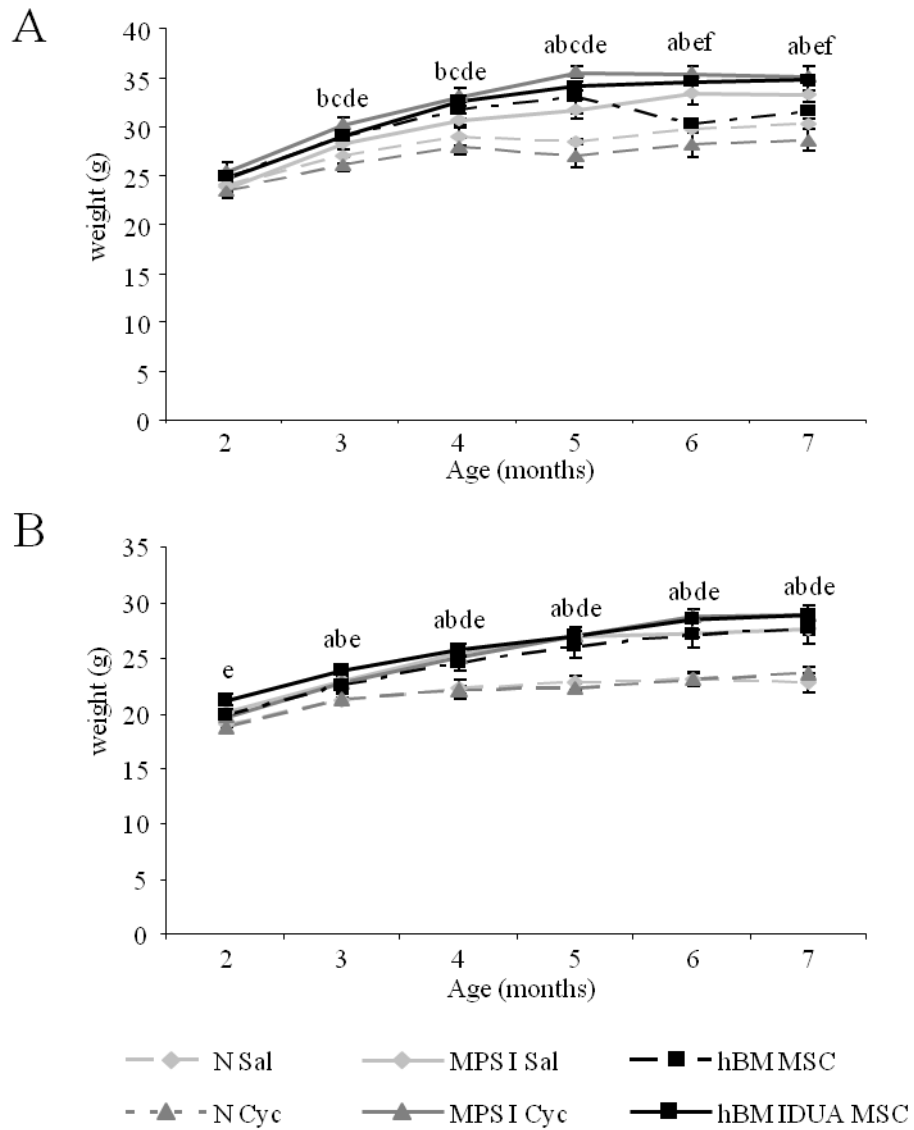 A
40
35
30
25
20
15
10
5
0
weight (g)
bcde
bcde
abcde
abef
abef
2 3 4 5 6 7
Age (months)
B
35
30
25
20
15
10
5
0
weight (g)
e
abe
abde
abde
abde
abde
2 3 4 5 6 7
Age (months)
N Sal MPS I Sal hBM MSC
N Cyc MPS I Cyc hBM IDUA MSC